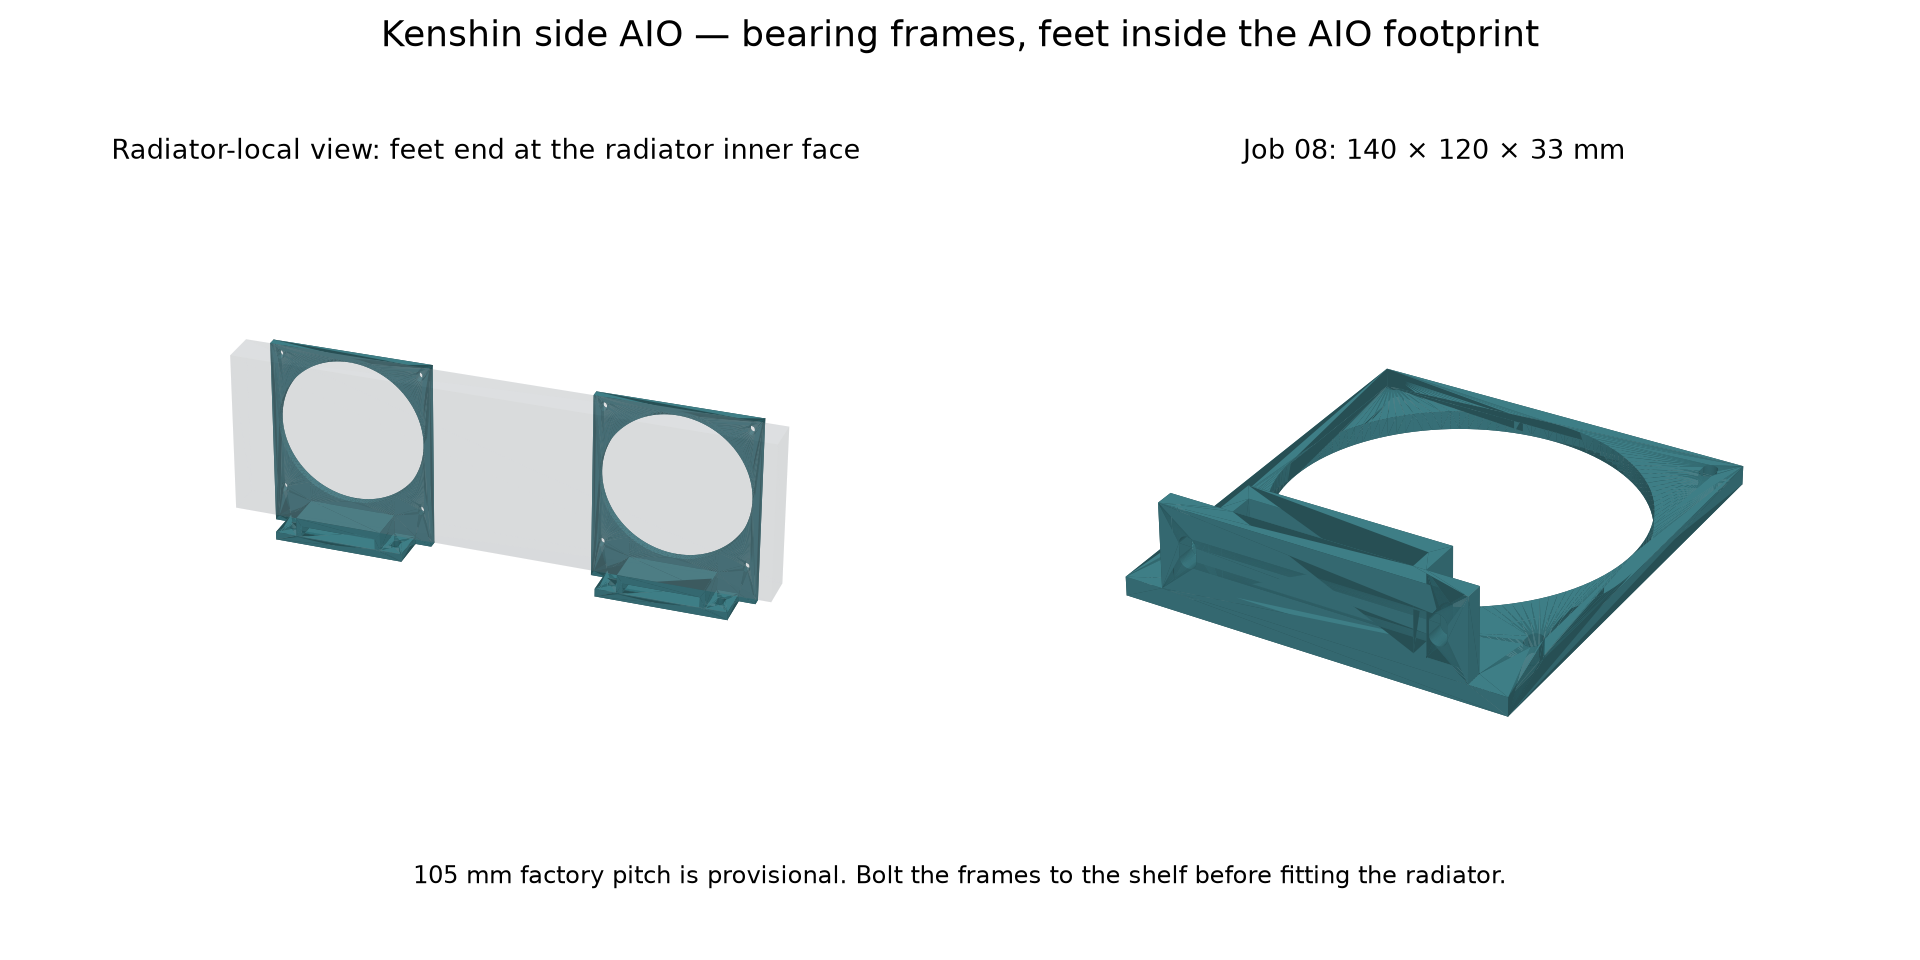 Kenshin side AIO — bearing frames, feet inside the AIO footprint
Radiator-local view: feet end at the radiator inner face
Job 08: 140 × 120 × 33 mm
105 mm factory pitch is provisional. Bolt the frames to the shelf before fitting the radiator.